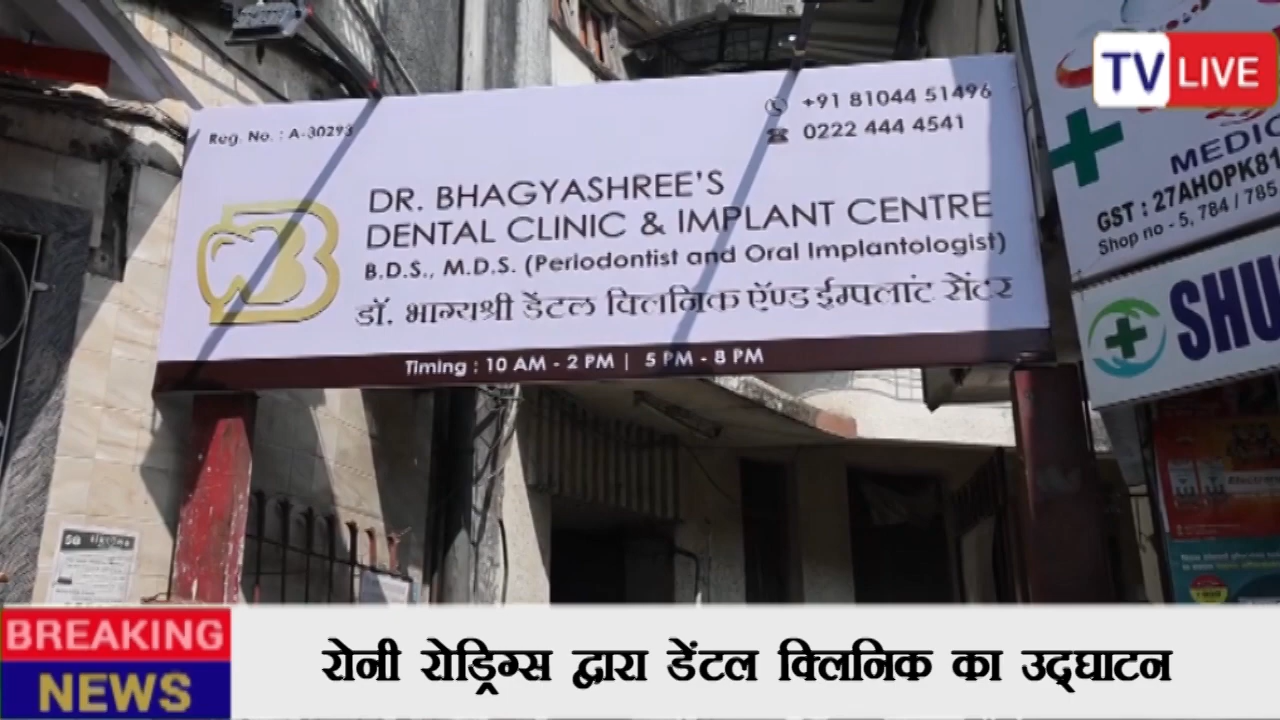 TV LIVE
Reg. No. : A-30293
+91 81044 51496
0222 444 4541
DR. BHAGYASHREE'S
DENTAL CLINIC & IMPLANT CENTRE
B.D.S., M.D.S. (Periodontist and Oral Implantologist)
डॉ. भाग्यश्री डेंटल क्लिनिक ऍण्ड ईम्पलांट सेंटर
Timing : 10 AM - 2 PM | 5 PM - 8 PM
MEDIC
GST : 27AHOPK81
Shop no - 5, 784 / 785
SHU
BREAKING
NEWS
रोनी रोड्रिग्स द्वारा डेंटल क्लिनिक का उद्घाटन